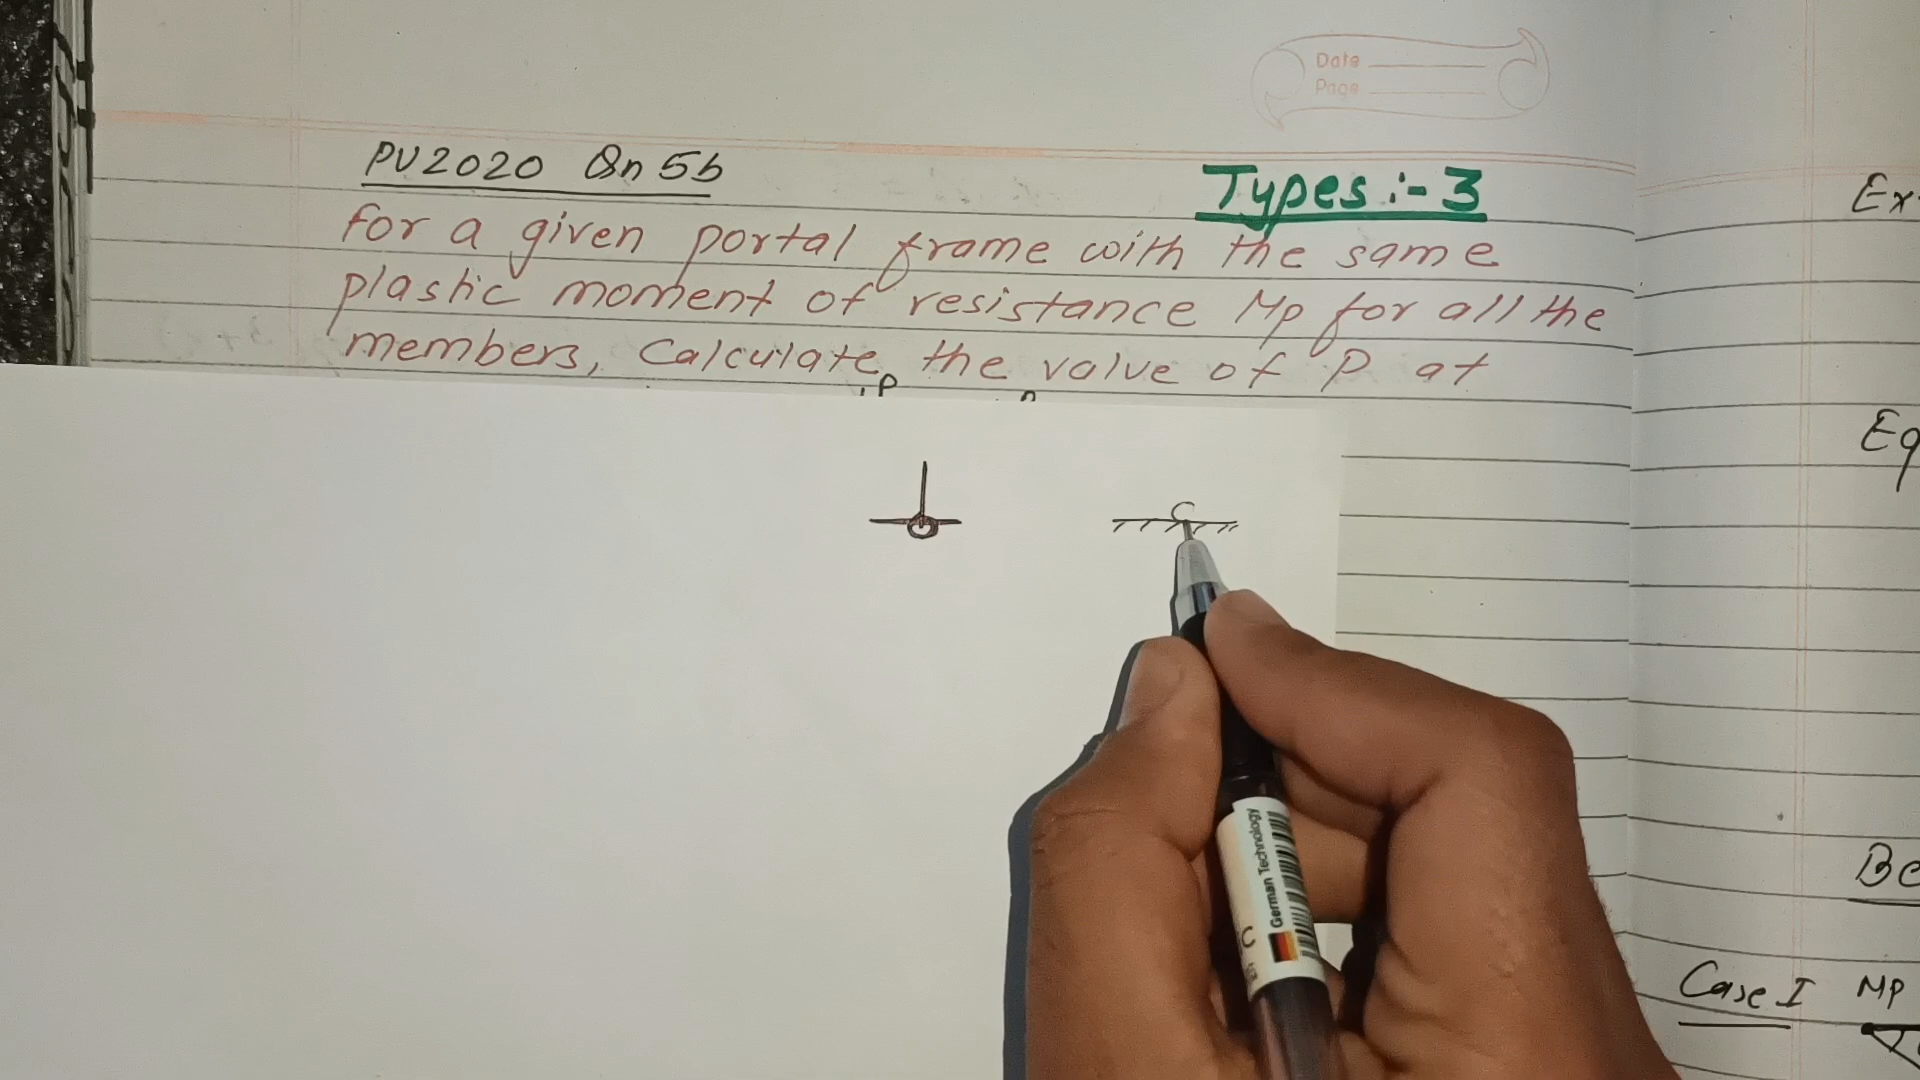 Date
Page
PU2020 Qn 5b
Types:-3
for a given portal frame with the same
plastic moment of resistance Mp for all the
members, Calculate the value of P at
P
Ex
Eq
Be
Case I MP
German Technology
C